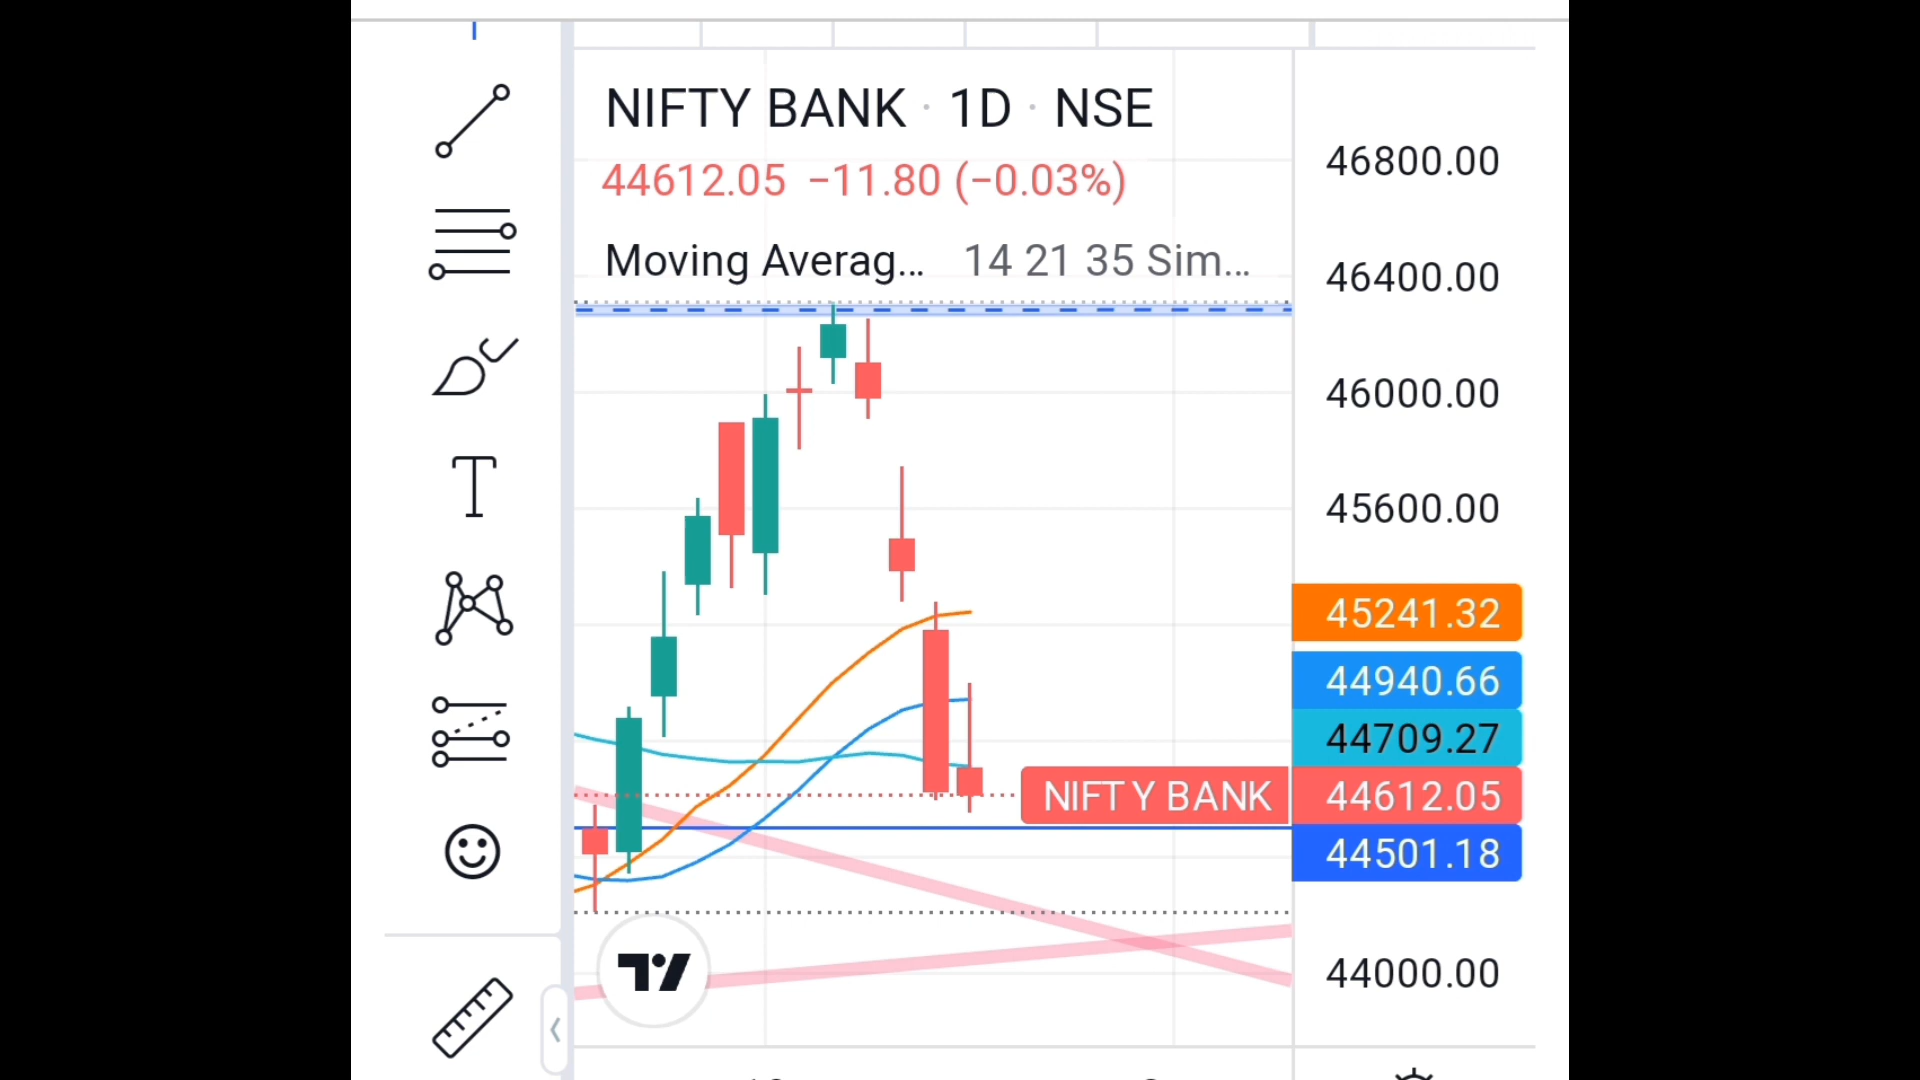 NIFTY BANK · 1D · NSE
44612.05 −11.80 (−0.03%)
Moving Averag... 14 21 35 Sim...
46800.00
46400.00
46000.00
45600.00
45241.32
44940.66
44709.27
NIFTY BANK 44612.05
44501.18
44000.00
T